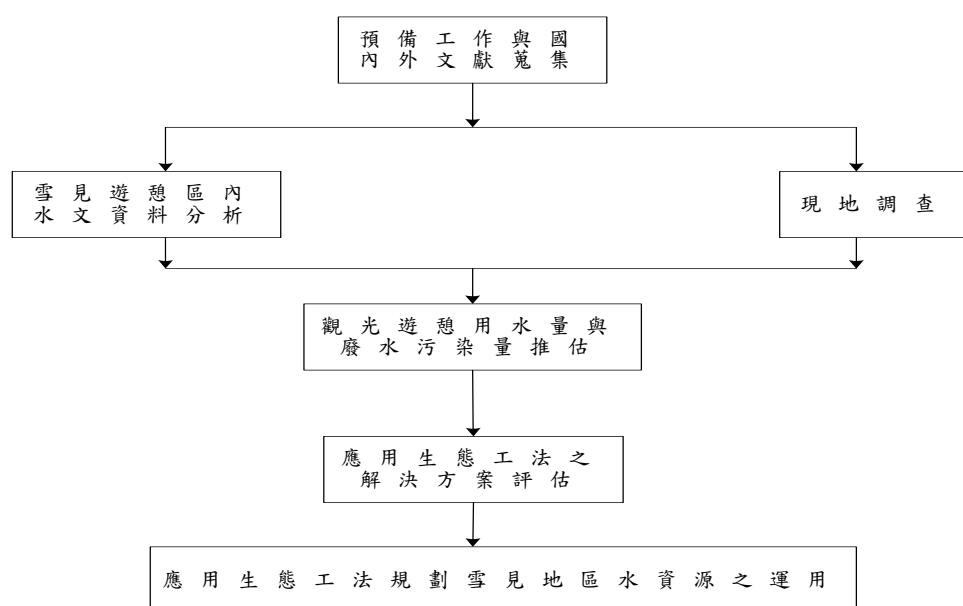 預備工作與國
內外文獻蒐集
雪見遊憩區內
水文資料分析
現地調查
觀光遊憩用水量與
廢水污染量推估
應用生態工法之
解決方案評估
應用生態工法規劃雪見地區水資源之運用